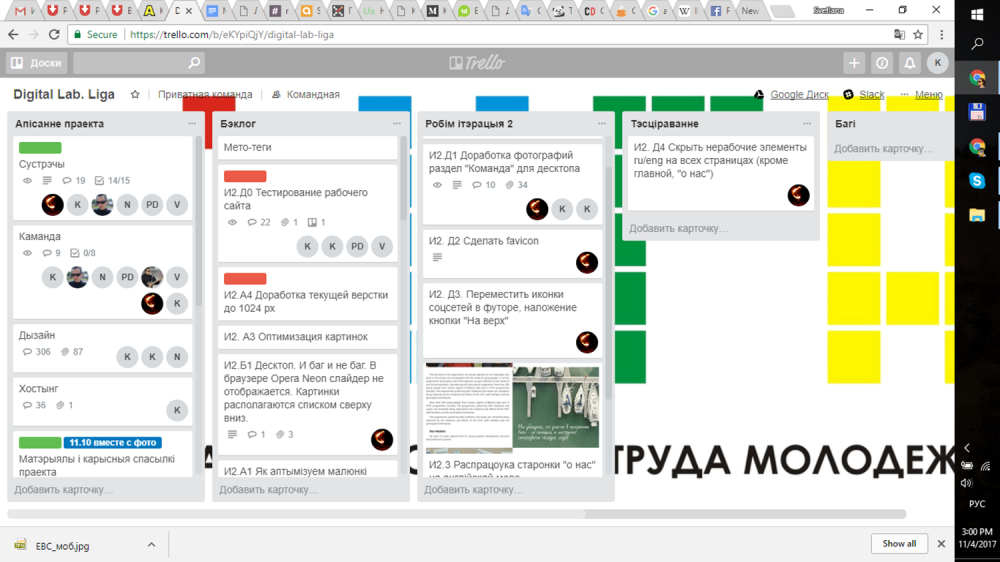 Svetlana
Secure
https://trello.com/b/eKYpiQjY/digital-lab-liga
Доски
Trello
K
Digital Lab. Liga
Приватная команда
Командная
Google Диск
Slack
Меню
Апісанне праекта
Сустрэчы
19
14/15
K
N
PD
V
Каманда
9
0/8
K
N
PD
V
K
Дызайн
306
87
K
K
N
Хостынг
36
1
K
11.10 вместе с фото
Матэрыялы і карысныя спасылкі
праекта
Добавить карточку…
Бэклог
Мето-теги
И2.Д0 Тестирование рабочего
сайта
22
1
1
K
K
PD
V
И2.А4 Доработка текущей верстки
до 1024 рх
И2. А3 Оптимизация картинок
И2.Б1 Десктоп. И баг и не баг. В
браузере Opera Neon слайдер не
отображается. Картинки
располагаются списком сверху
вниз.
1
3
И2.А1 Як аптымізуем малюнкі
Добавить карточку…
Робім ітэрацыя 2
И2.Д1 Доработка фотографий
раздел "Команда" для десктопа
10
34
K
K
И2. Д2 Сделать favicon
И2. Д3. Переместить иконки
соцсетей в футоре, наложение
кнопки "На верх"
И2.3 Распрацоука старонки "о нас"
Добавить карточку…
Тэсціраванне
И2. Д4 Скрыть нерабочие элементы
ru/eng на всех страницах (кроме
главной, "о нас")
Добавить карточку…
Багі
Добавить карточку…
ТРУДА МОЛОДЕЖ
РУС
3:00 PM
11/4/2017
ЕВС_моб.jpg
Show all